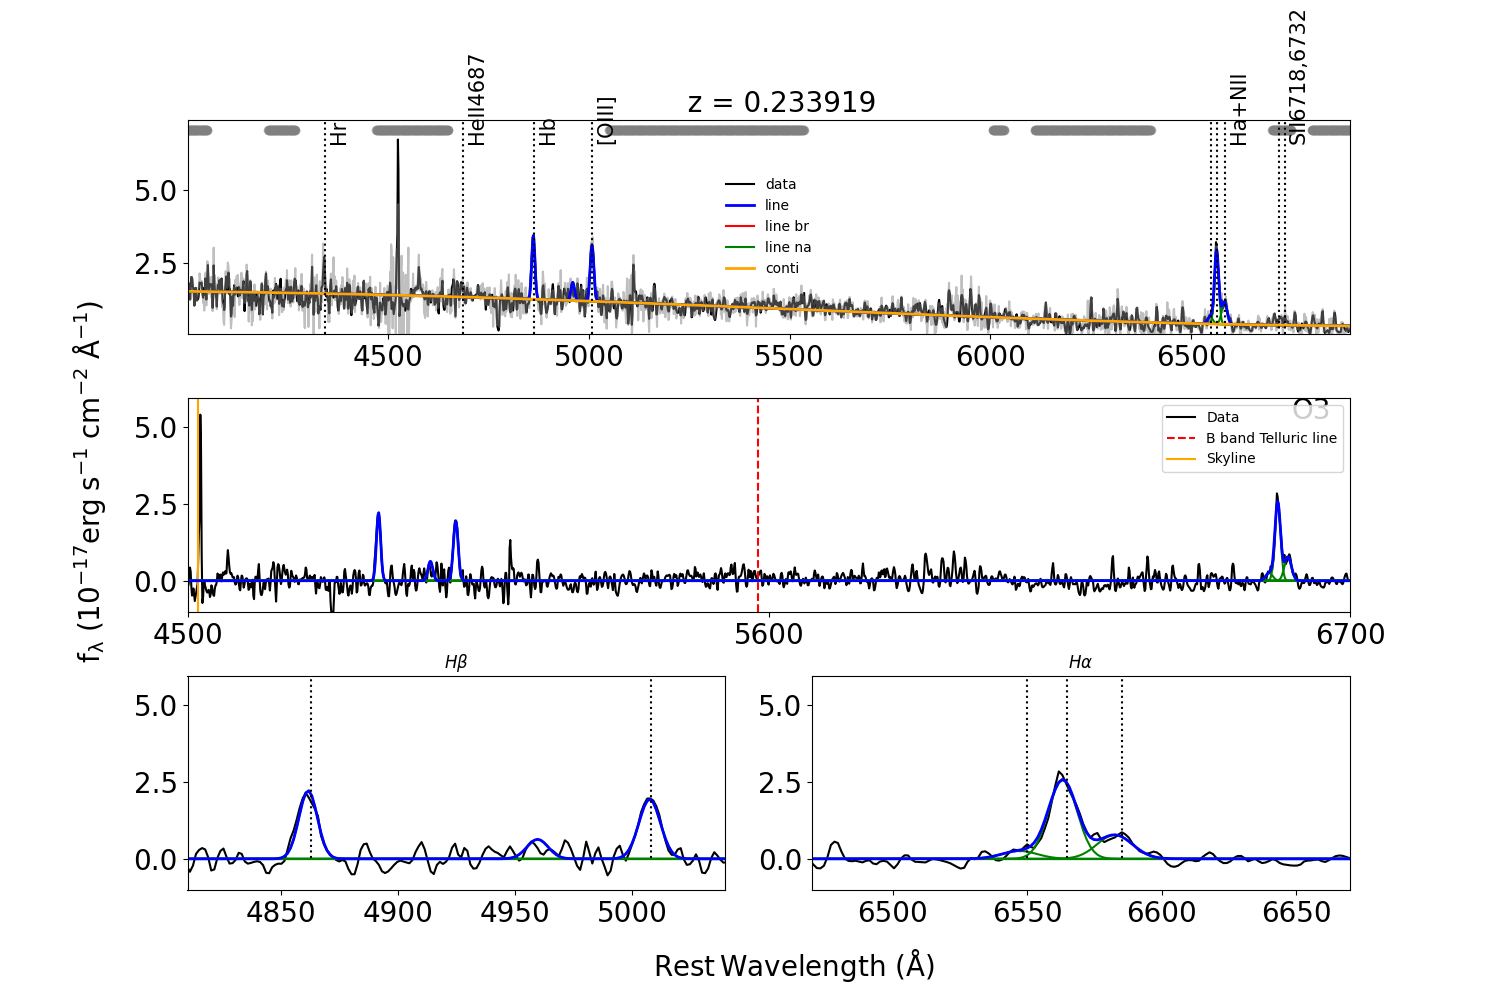 z = 0.233919
Hr
HeII4687
Hb
[OIII]
Ha+NII
SII6718,6732
data
line
line br
line na
conti
5.0
2.5
4500 5000 5500 6000 6500
O3
Data
B band Telluric line
Skyline
5.0
2.5
0.0
4500 5600 6700
fλ (10−17erg s−1 cm−2 Å−1)
Hβ
5.0
2.5
0.0
4850 4900 4950 5000
Hα
5.0
2.5
0.0
6500 6550 6600 6650
Rest Wavelength (Å)